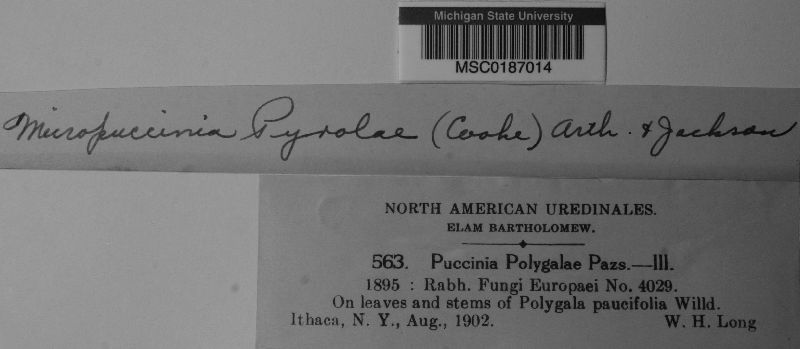 Michigan State University
MSC0187014
Micropuccinia Pyrolae (Cooke) Arth. & Jackson
NORTH AMERICAN UREDINALES.
ELAM BARTHOLOMEW.
563. Puccinia Polygalae Pazs.—III.
1895 : Rabh. Fungi Europaei No. 4029.
On leaves and stems of Polygala paucifolia Willd.
Ithaca, N. Y., Aug., 1902. W. H. Long